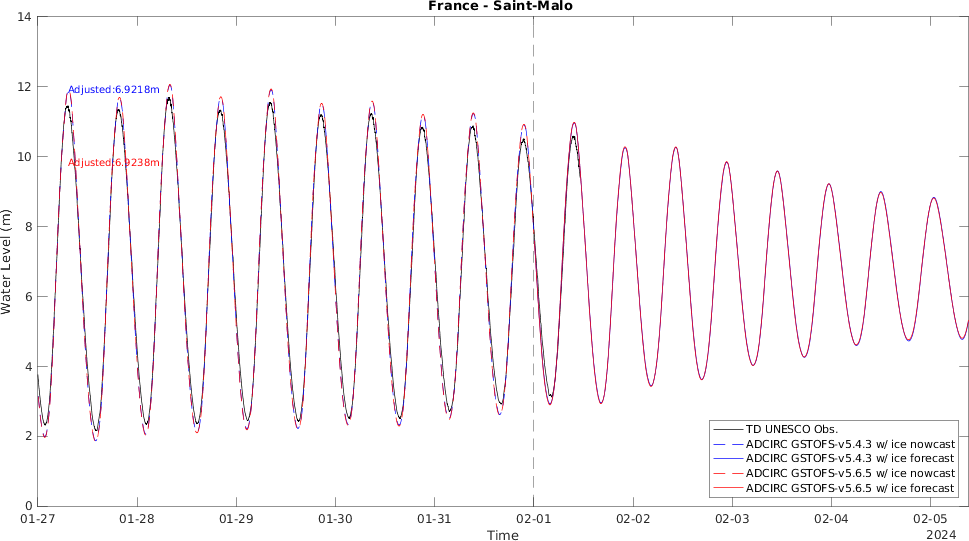 France - Saint-Malo
Water Level (m)
14
12
10
8
6
4
2
0
Adjusted:6.9218m
Adjusted:6.9238m
TD UNESCO Obs.
ADCIRC GSTOFS-v5.4.3 w/ ice nowcast
ADCIRC GSTOFS-v5.4.3 w/ ice forecast
ADCIRC GSTOFS-v5.6.5 w/ ice nowcast
ADCIRC GSTOFS-v5.6.5 w/ ice forecast
01-27 01-28 01-29 01-30 01-31 02-01 02-02 02-03 02-04 02-05
Time
2024